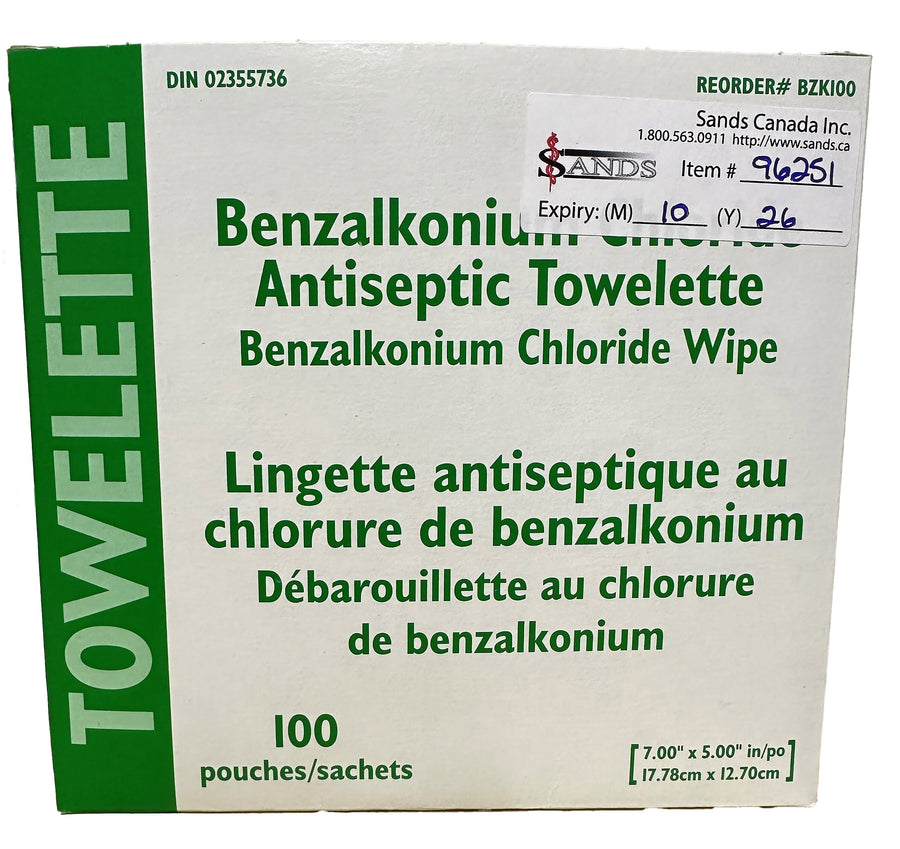 DIN 02355736
REORDER# BZK100
Sands Canada Inc.
1.800.563.0911 http://www.sands.ca
SANDS Item # 96251
Expiry: (M) 10 (Y) 26
Benzalkonium Chloride
Antiseptic Towelette
Benzalkonium Chloride Wipe
Lingette antiseptique au
chlorure de benzalkonium
Débarouillette au chlorure
de benzalkonium
100
pouches/sachets
7.00" x 5.00" in/po
17.78cm x 12.70cm
TOWELETTE